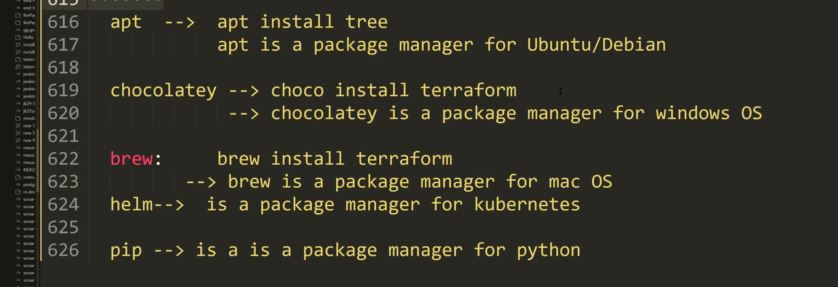 615
616 apt --> apt install tree
617 apt is a package manager for Ubuntu/Debian
618
619 chocolatey --> choco install terraform
620 --> chocolatey is a package manager for windows OS
621
622 brew: brew install terraform
623 --> brew is a package manager for mac OS
624 helm--> is a package manager for kubernetes
625
626 pip --> is a is a package manager for python